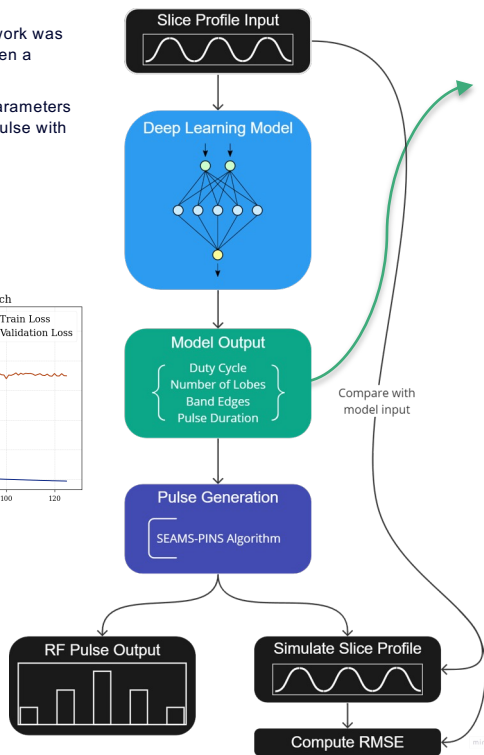 work was
en a
arameters
ulse with
ch
Train Loss
Validation Loss
100
120
Slice Profile Input
Deep Learning Model
Model Output
Duty Cycle
Number of Lobes
Band Edges
Pulse Duration
Compare with
model input
Pulse Generation
SEAMS-PINS Algorithm
RF Pulse Output
Simulate Slice Profile
Compute RMSE